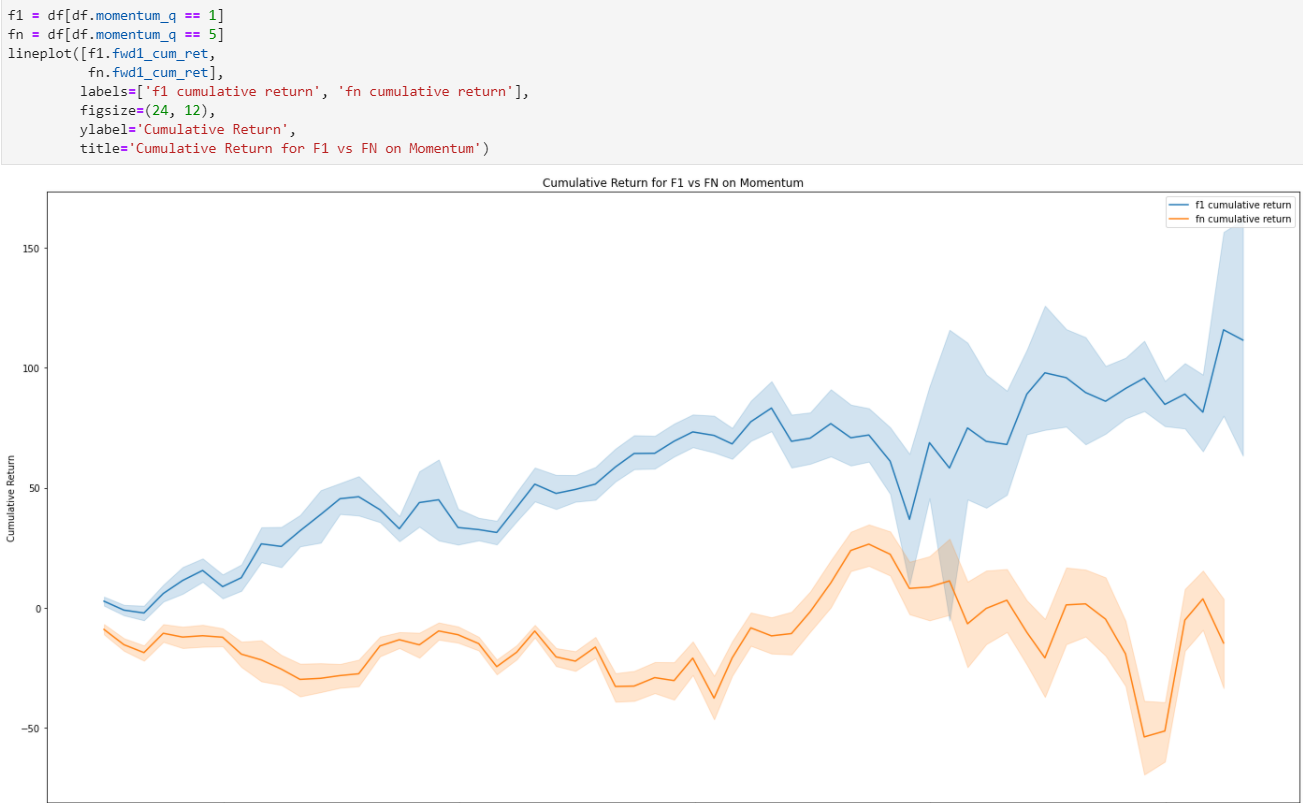 f1 = df[df.momentum_q == 1]
fn = df[df.momentum_q == 5]
lineplot([f1.fwd1_cum_ret,
          fn.fwd1_cum_ret],
         labels=['f1 cumulative return', 'fn cumulative return'],
         figsize=(24, 12),
         ylabel='Cumulative Return',
         title='Cumulative Return for F1 vs FN on Momentum')
Cumulative Return for F1 vs FN on Momentum
f1 cumulative return
fn cumulative return
150
100
50
0
−50
Cumulative Return